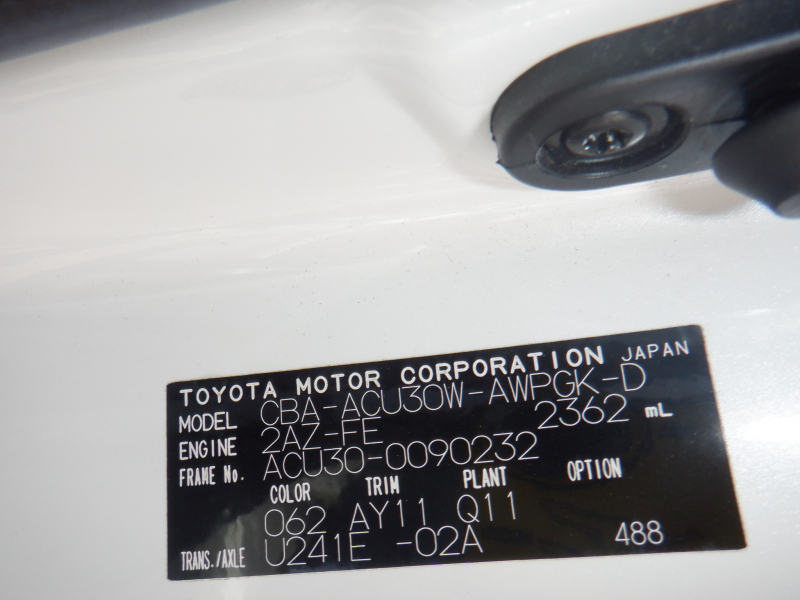 TOYOTA MOTOR CORPORATION JAPAN
MODEL CBA-ACU30W-AWPGK-D
ENGINE 2AZ-FE 2362 mL
FRAME No. ACU30-0090232
COLOR TRIM PLANT OPTION
062 AY11 Q11
TRANS./AXLE U241E -02A 488